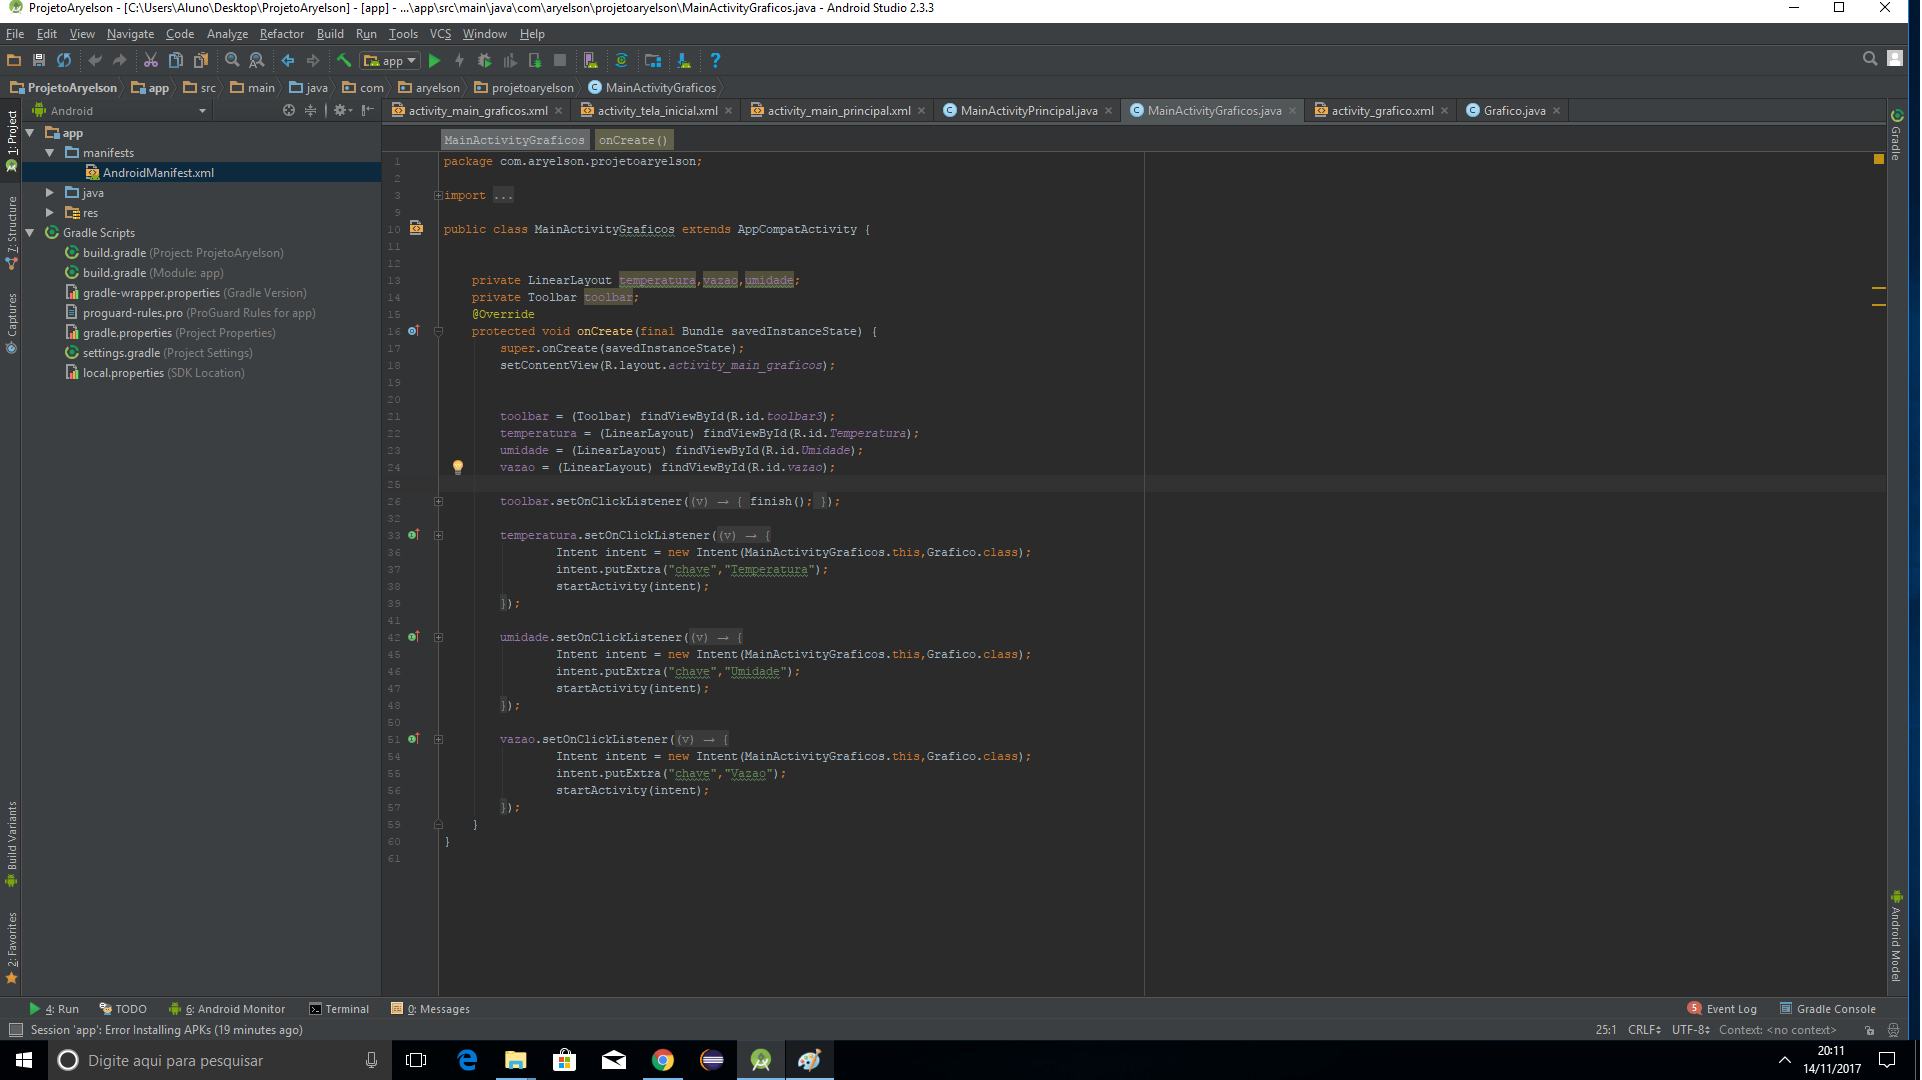 ProjetoAryelson - [C:\Users\Aluno\Desktop\ProjetoAryelson] - [app] - ...\app\src\main\java\com\aryelson\projetoaryelson\MainActivityGraficos.java - Android Studio 2.3.3
File Edit View Navigate Code Analyze Refactor Build Run Tools VCS Window Help
app
ProjetoAryelson app src main java com aryelson projetoaryelson MainActivityGraficos
Android
activity_main_graficos.xml activity_tela_inicial.xml activity_main_principal.xml MainActivityPrincipal.java MainActivityGraficos.java activity_grafico.xml Grafico.java
1: Project
7: Structure
Captures
Build Variants
2: Favorites
app
manifests
AndroidManifest.xml
java
res
Gradle Scripts
build.gradle (Project: ProjetoAryelson)
build.gradle (Module: app)
gradle-wrapper.properties (Gradle Version)
proguard-rules.pro (ProGuard Rules for app)
gradle.properties (Project Properties)
settings.gradle (Project Settings)
local.properties (SDK Location)
MainActivityGraficos onCreate()
1 package com.aryelson.projetoaryelson;
2
3 import ...
9
10 public class MainActivityGraficos extends AppCompatActivity {
11
12
13 private LinearLayout temperatura,vazao,umidade;
14 private Toolbar toolbar;
15 @Override
16 protected void onCreate(final Bundle savedInstanceState) {
17 super.onCreate(savedInstanceState);
18 setContentView(R.layout.activity_main_graficos);
19
20
21 toolbar = (Toolbar) findViewById(R.id.toolbar3);
22 temperatura = (LinearLayout) findViewById(R.id.Temperatura);
23 umidade = (LinearLayout) findViewById(R.id.Umidade);
24 vazao = (LinearLayout) findViewById(R.id.vazao);
25
26 toolbar.setOnClickListener((v) → { finish(); });
32
33 temperatura.setOnClickListener((v) → {
36 Intent intent = new Intent(MainActivityGraficos.this,Grafico.class);
37 intent.putExtra("chave","Temperatura");
38 startActivity(intent);
39 });
41
42 umidade.setOnClickListener((v) → {
45 Intent intent = new Intent(MainActivityGraficos.this,Grafico.class);
46 intent.putExtra("chave","Umidade");
47 startActivity(intent);
48 });
50
51 vazao.setOnClickListener((v) → {
54 Intent intent = new Intent(MainActivityGraficos.this,Grafico.class);
55 intent.putExtra("chave","Vazao");
56 startActivity(intent);
57 });
59 }
60 }
61
Gradle
Android Model
4: Run TODO 6: Android Monitor Terminal 0: Messages 5 Event Log Gradle Console
Session 'app': Error Installing APKs (19 minutes ago) 25:1 CRLF UTF-8 Context: <no context>
Digite aqui para pesquisar
20:11
14/11/2017